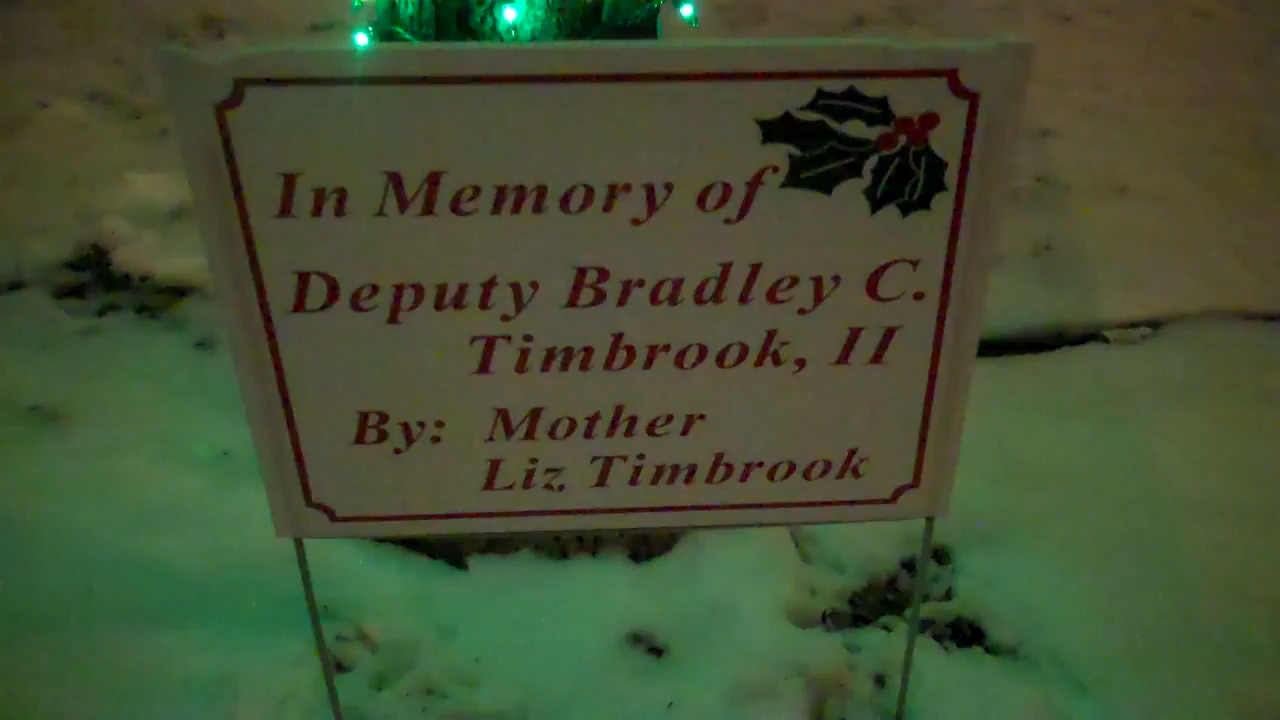 In Memory of
Deputy Bradley C.
Timbrook, II
By: Mother
Liz Timbrook